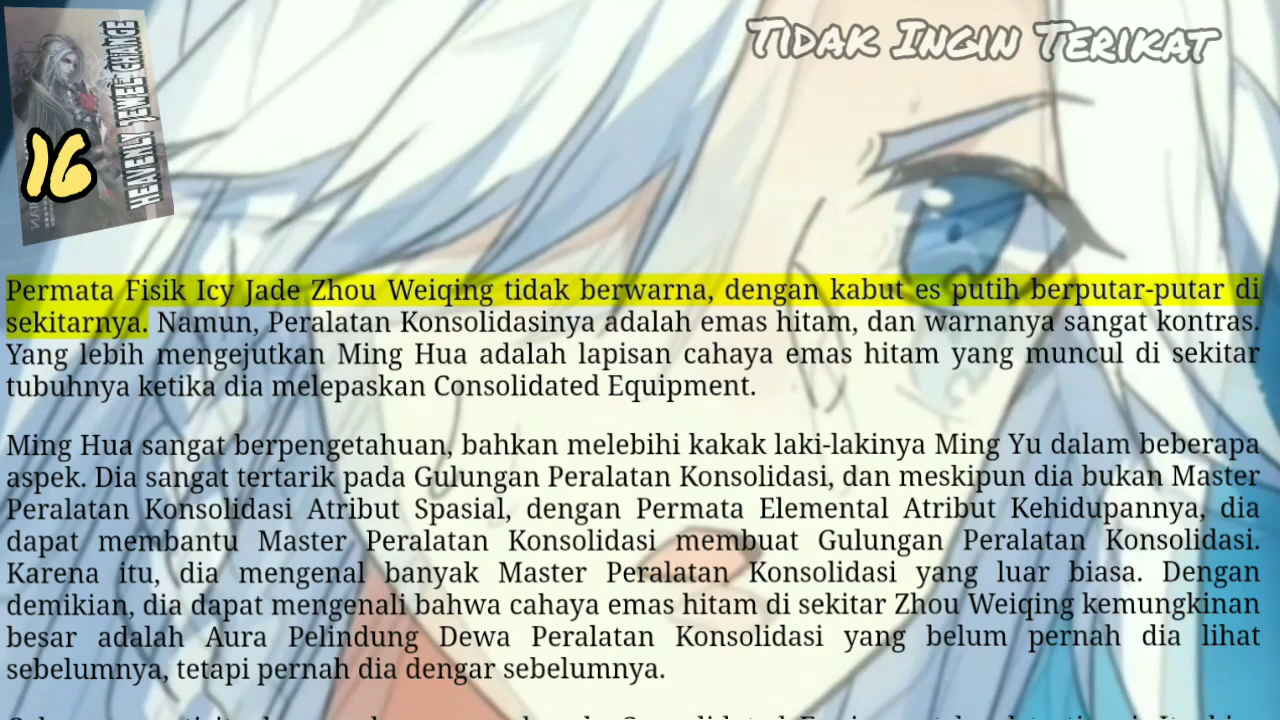 Tidak Ingin Terikat
HEAVENLY JEWEL CHANGE
16
Permata Fisik Icy Jade Zhou Weiqing tidak berwarna, dengan kabut es putih berputar-putar di
sekitarnya. Namun, Peralatan Konsolidasinya adalah emas hitam, dan warnanya sangat kontras.
Yang lebih mengejutkan Ming Hua adalah lapisan cahaya emas hitam yang muncul di sekitar
tubuhnya ketika dia melepaskan Consolidated Equipment.
Ming Hua sangat berpengetahuan, bahkan melebihi kakak laki-lakinya Ming Yu dalam beberapa
aspek. Dia sangat tertarik pada Gulungan Peralatan Konsolidasi, dan meskipun dia bukan Master
Peralatan Konsolidasi Atribut Spasial, dengan Permata Elemental Atribut Kehidupannya, dia
dapat membantu Master Peralatan Konsolidasi membuat Gulungan Peralatan Konsolidasi.
Karena itu, dia mengenal banyak Master Peralatan Konsolidasi yang luar biasa. Dengan
demikian, dia dapat mengenali bahwa cahaya emas hitam di sekitar Zhou Weiqing kemungkinan
besar adalah Aura Pelindung Dewa Peralatan Konsolidasi yang belum pernah dia lihat
sebelumnya, tetapi pernah dia dengar sebelumnya.